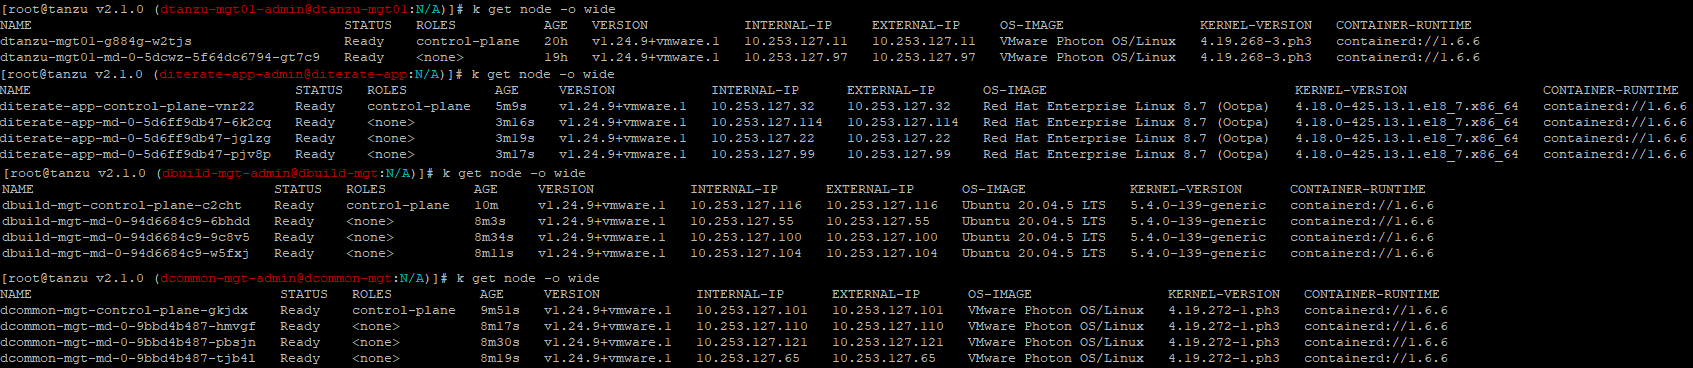 [root@tanzu v2.1.0 (dtanzu-mgt01-admin@dtanzu-mgt01:N/A)]# k get node -o wide
NAME STATUS ROLES AGE VERSION INTERNAL-IP EXTERNAL-IP OS-IMAGE KERNEL-VERSION CONTAINER-RUNTIME
dtanzu-mgt01-g884g-w2tjs Ready control-plane 20h v1.24.9+vmware.1 10.253.127.11 10.253.127.11 VMware Photon OS/Linux 4.19.268-3.ph3 containerd://1.6.6
dtanzu-mgt01-md-0-5dcwz-5f64dc6794-gt7c9 Ready <none> 19h v1.24.9+vmware.1 10.253.127.97 10.253.127.97 VMware Photon OS/Linux 4.19.268-3.ph3 containerd://1.6.6
[root@tanzu v2.1.0 (diterate-app-admin@diterate-app:N/A)]# k get node -o wide
NAME STATUS ROLES AGE VERSION INTERNAL-IP EXTERNAL-IP OS-IMAGE KERNEL-VERSION CONTAINER-RUNTIME
diterate-app-control-plane-vnr22 Ready control-plane 5m9s v1.24.9+vmware.1 10.253.127.32 10.253.127.32 Red Hat Enterprise Linux 8.7 (Ootpa) 4.18.0-425.13.1.el8_7.x86_64 containerd://1.6.6
diterate-app-md-0-5d6ff9db47-6k2cq Ready <none> 3m16s v1.24.9+vmware.1 10.253.127.114 10.253.127.114 Red Hat Enterprise Linux 8.7 (Ootpa) 4.18.0-425.13.1.el8_7.x86_64 containerd://1.6.6
diterate-app-md-0-5d6ff9db47-jglzg Ready <none> 3m19s v1.24.9+vmware.1 10.253.127.22 10.253.127.22 Red Hat Enterprise Linux 8.7 (Ootpa) 4.18.0-425.13.1.el8_7.x86_64 containerd://1.6.6
diterate-app-md-0-5d6ff9db47-pjv8p Ready <none> 3m17s v1.24.9+vmware.1 10.253.127.99 10.253.127.99 Red Hat Enterprise Linux 8.7 (Ootpa) 4.18.0-425.13.1.el8_7.x86_64 containerd://1.6.6
[root@tanzu v2.1.0 (dbuild-mgt-admin@dbuild-mgt:N/A)]# k get node -o wide
NAME STATUS ROLES AGE VERSION INTERNAL-IP EXTERNAL-IP OS-IMAGE KERNEL-VERSION CONTAINER-RUNTIME
dbuild-mgt-control-plane-c2cht Ready control-plane 10m v1.24.9+vmware.1 10.253.127.116 10.253.127.116 Ubuntu 20.04.5 LTS 5.4.0-139-generic containerd://1.6.6
dbuild-mgt-md-0-94d6684c9-6bhdd Ready <none> 8m3s v1.24.9+vmware.1 10.253.127.55 10.253.127.55 Ubuntu 20.04.5 LTS 5.4.0-139-generic containerd://1.6.6
dbuild-mgt-md-0-94d6684c9-9c8v5 Ready <none> 8m34s v1.24.9+vmware.1 10.253.127.100 10.253.127.100 Ubuntu 20.04.5 LTS 5.4.0-139-generic containerd://1.6.6
dbuild-mgt-md-0-94d6684c9-w5fxj Ready <none> 8m11s v1.24.9+vmware.1 10.253.127.104 10.253.127.104 Ubuntu 20.04.5 LTS 5.4.0-139-generic containerd://1.6.6
[root@tanzu v2.1.0 (dcommon-mgt-admin@dcommon-mgt:N/A)]# k get node -o wide
NAME STATUS ROLES AGE VERSION INTERNAL-IP EXTERNAL-IP OS-IMAGE KERNEL-VERSION CONTAINER-RUNTIME
dcommon-mgt-control-plane-gkjdx Ready control-plane 9m51s v1.24.9+vmware.1 10.253.127.101 10.253.127.101 VMware Photon OS/Linux 4.19.272-1.ph3 containerd://1.6.6
dcommon-mgt-md-0-9bbd4b487-hmvgf Ready <none> 8m17s v1.24.9+vmware.1 10.253.127.110 10.253.127.110 VMware Photon OS/Linux 4.19.272-1.ph3 containerd://1.6.6
dcommon-mgt-md-0-9bbd4b487-pbsjn Ready <none> 8m30s v1.24.9+vmware.1 10.253.127.121 10.253.127.121 VMware Photon OS/Linux 4.19.272-1.ph3 containerd://1.6.6
dcommon-mgt-md-0-9bbd4b487-tjb4l Ready <none> 8m19s v1.24.9+vmware.1 10.253.127.65 10.253.127.65 VMware Photon OS/Linux 4.19.272-1.ph3 containerd://1.6.6